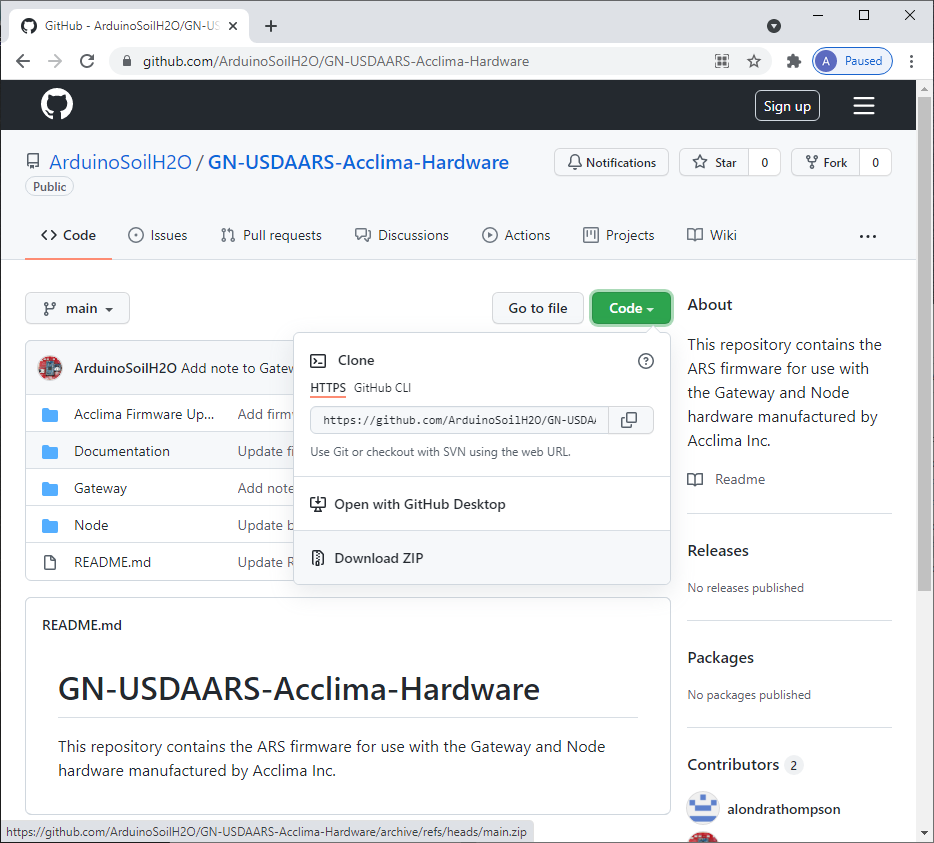 GitHub - ArduinoSoilH2O/GN-US
github.com/ArduinoSoilH2O/GN-USDAARS-Acclima-Hardware
A Paused
Sign up
ArduinoSoilH2O / GN-USDAARS-Acclima-Hardware
Notifications
Star 0
Fork 0
Public
Code
Issues
Pull requests
Discussions
Actions
Projects
Wiki
main
Go to file
Code
ArduinoSoilH2O Add note to Gatew
Acclima Firmware Up... Add firm
Documentation Update fi
Gateway Add note
Node Update b
README.md Update R
Clone
HTTPS GitHub CLI
https://github.com/ArduinoSoilH2O/GN-USDA
Use Git or checkout with SVN using the web URL.
Open with GitHub Desktop
Download ZIP
README.md
GN-USDAARS-Acclima-Hardware
This repository contains the ARS firmware for use with the Gateway and Node
hardware manufactured by Acclima Inc.
About
This repository contains the
ARS firmware for use with
the Gateway and Node
hardware manufactured by
Acclima Inc.
Readme
Releases
No releases published
Packages
No packages published
Contributors 2
alondrathompson
https://github.com/ArduinoSoilH2O/GN-USDAARS-Acclima-Hardware/archive/refs/heads/main.zip